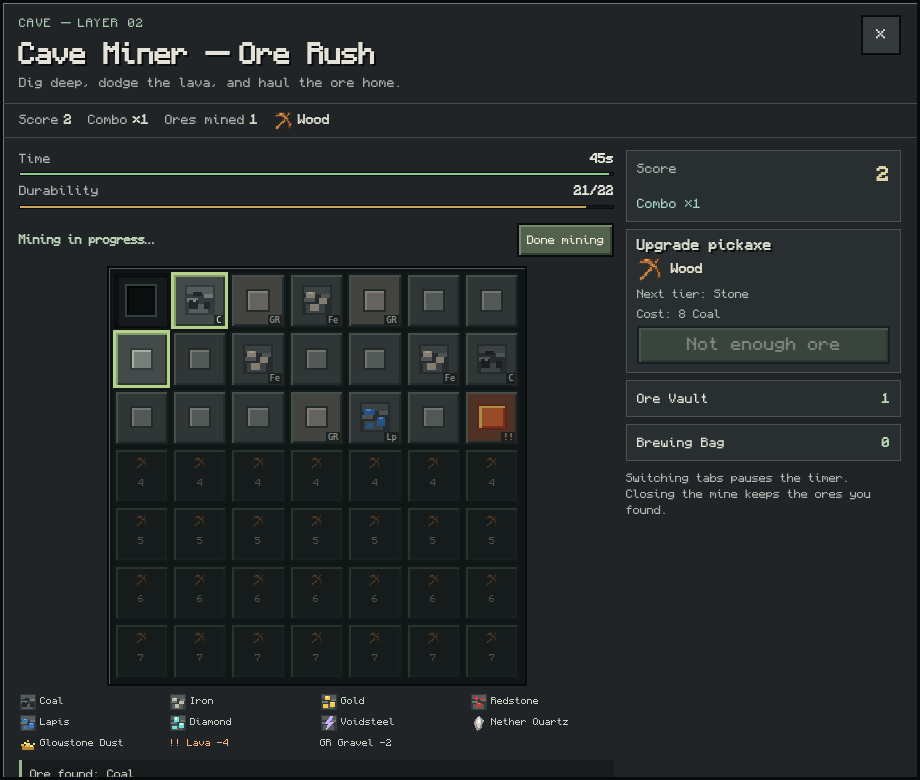 CAVE — LAYER 02
Cave Miner — Ore Rush
×
Dig deep, dodge the lava, and haul the ore home.
Score 2 Combo ×1 Ores mined 1 Wood
Time 45s
Durability 21/22
Mining in progress…
Done mining
C GR Fe GR
Fe Fe C
GR Lp !!
4 4 4 4 4 4 4
5 5 5 5 5 5 5
6 6 6 6 6 6 6
7 7 7 7 7 7 7
Coal Iron Gold Redstone
Lapis Diamond Voidsteel Nether Quartz
Glowstone Dust !! Lava −4 GR Gravel −2
Ore found: Coal
Score 2
Combo ×1
Upgrade pickaxe
Wood
Next tier: Stone
Cost: 8 Coal
Not enough ore
Ore Vault 1
Brewing Bag 0
Switching tabs pauses the timer.
Closing the mine keeps the ores you
found.